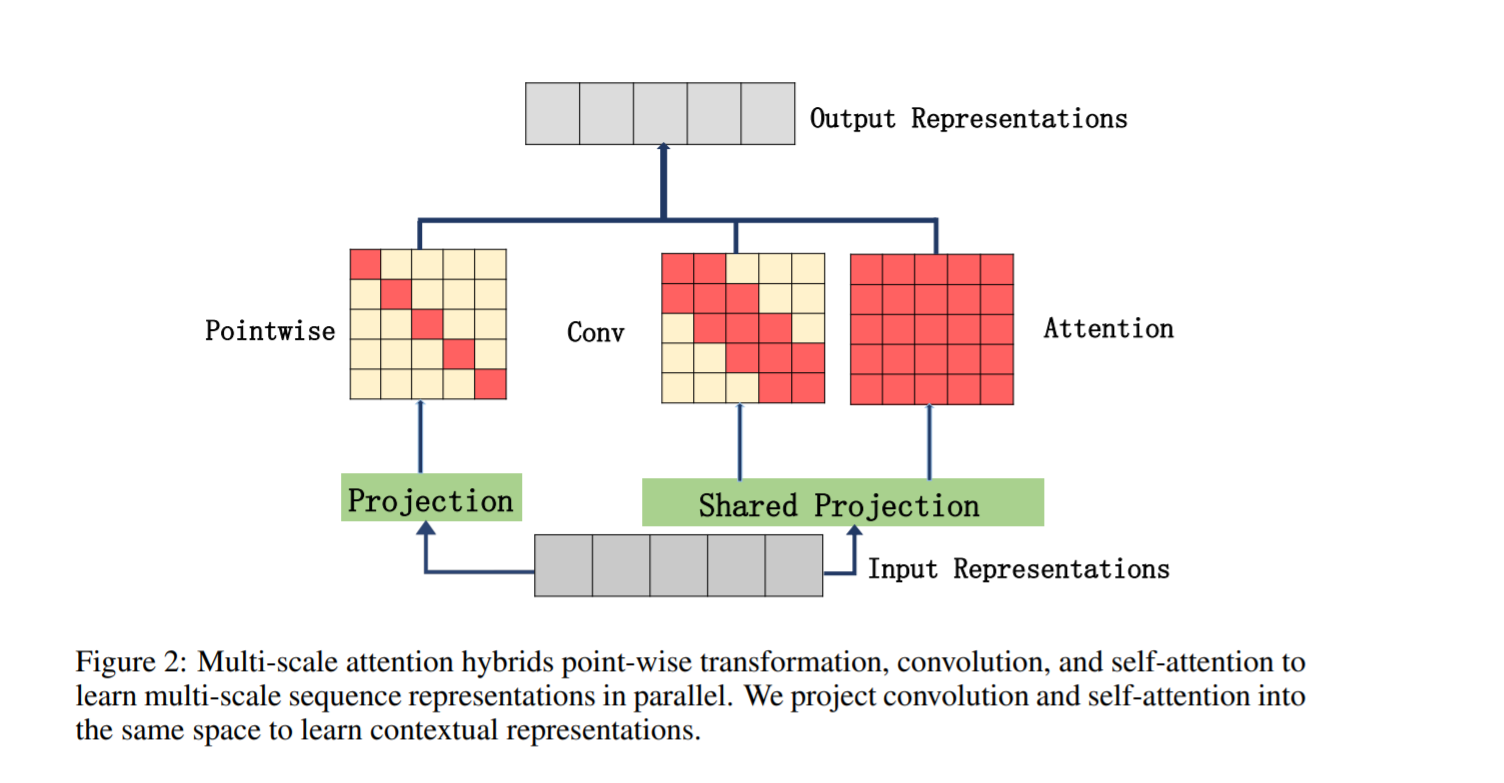 Output Representations
Pointwise
Conv
Attention
Projection
Shared Projection
Input Representations
Figure 2: Multi-scale attention hybrids point-wise transformation, convolution, and self-attention to
learn multi-scale sequence representations in parallel. We project convolution and self-attention into
the same space to learn contextual representations.